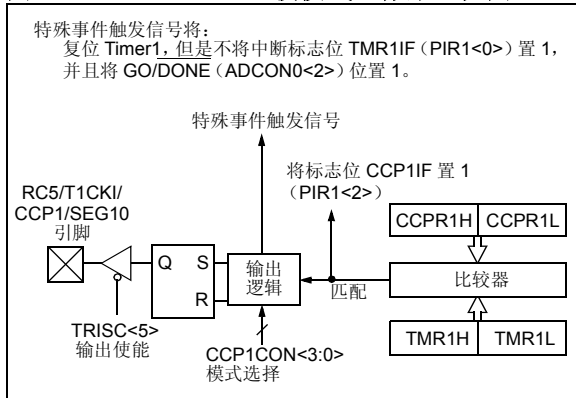 特殊事件触发信号将：
复位 Timer1，但是不将中断标志位 TMR1IF（PIR1<0>）置 1，
并且将 GO/DONE（ADCON0<2>）位置 1。
特殊事件触发信号
将标志位 CCP1IF 置 1
（PIR1<2>）
RC5/T1CKI/
CCP1/SEG10
引脚
CCPR1H
CCPR1L
Q
S
R
输出
逻辑
匹配
比较器
TRISC<5>
输出使能
CCP1CON<3:0>
模式选择
TMR1H
TMR1L